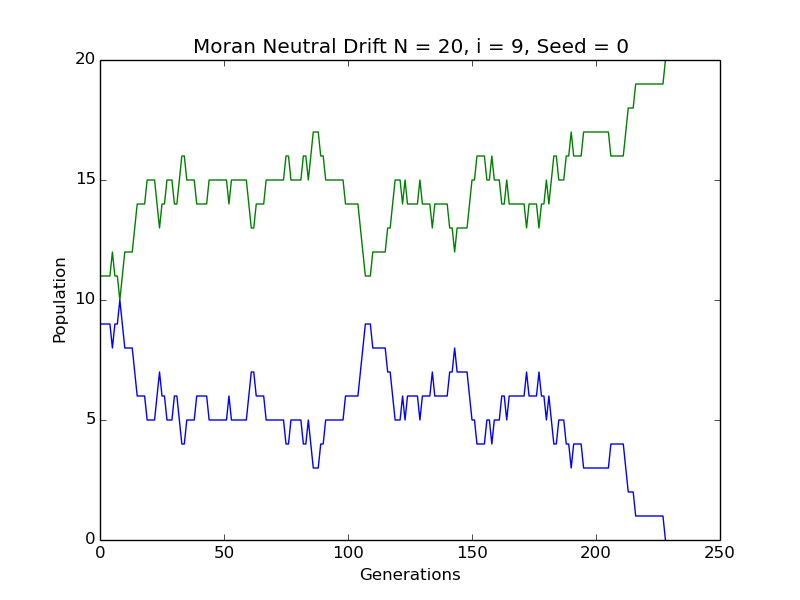 Moran Neutral Drift N = 20, i = 9, Seed = 0
20
15
10
5
0
Population
0 50 100 150 200 250
Generations